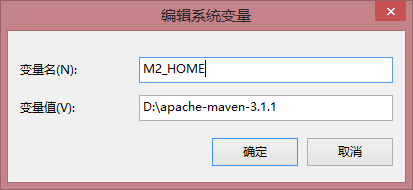 编辑系统变量
变量名(N):
M2_HOME
变量值(V):
D:\apache-maven-3.1.1
确定
取消